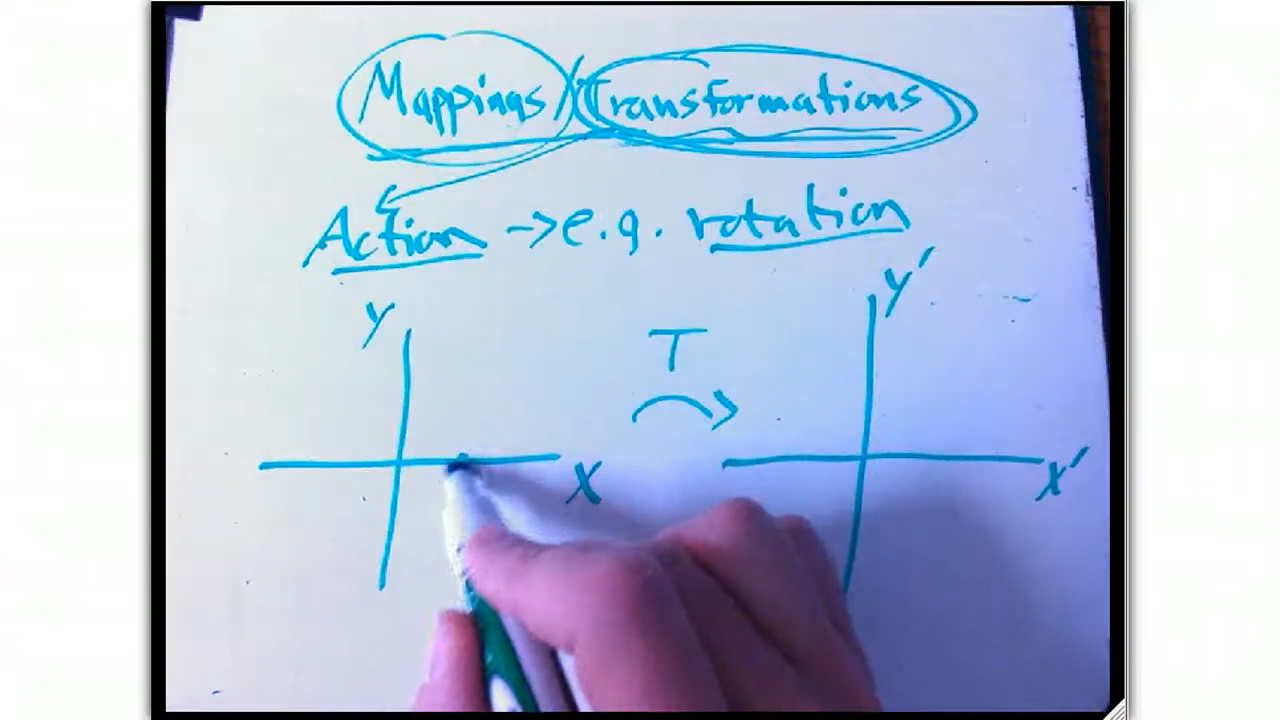 Mappings/Transformations
Action -> e.g. rotation
y
T
y'
x
x'